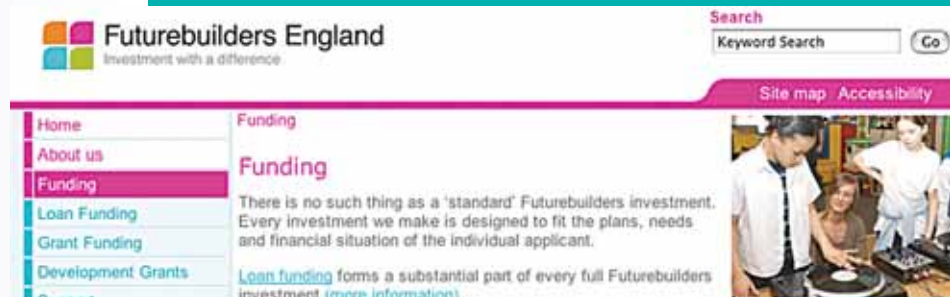 Futurebuilders England
Investment with a difference
Search
Keyword Search
Go
Site map Accessibility
Home
About us
Funding
Loan Funding
Grant Funding
Development Grants
Funding
Funding
There is no such thing as a 'standard' Futurebuilders investment.
Every investment we make is designed to fit the plans, needs
and financial situation of the individual applicant.
Loan funding forms a substantial part of every full Futurebuilders
investment (more information)